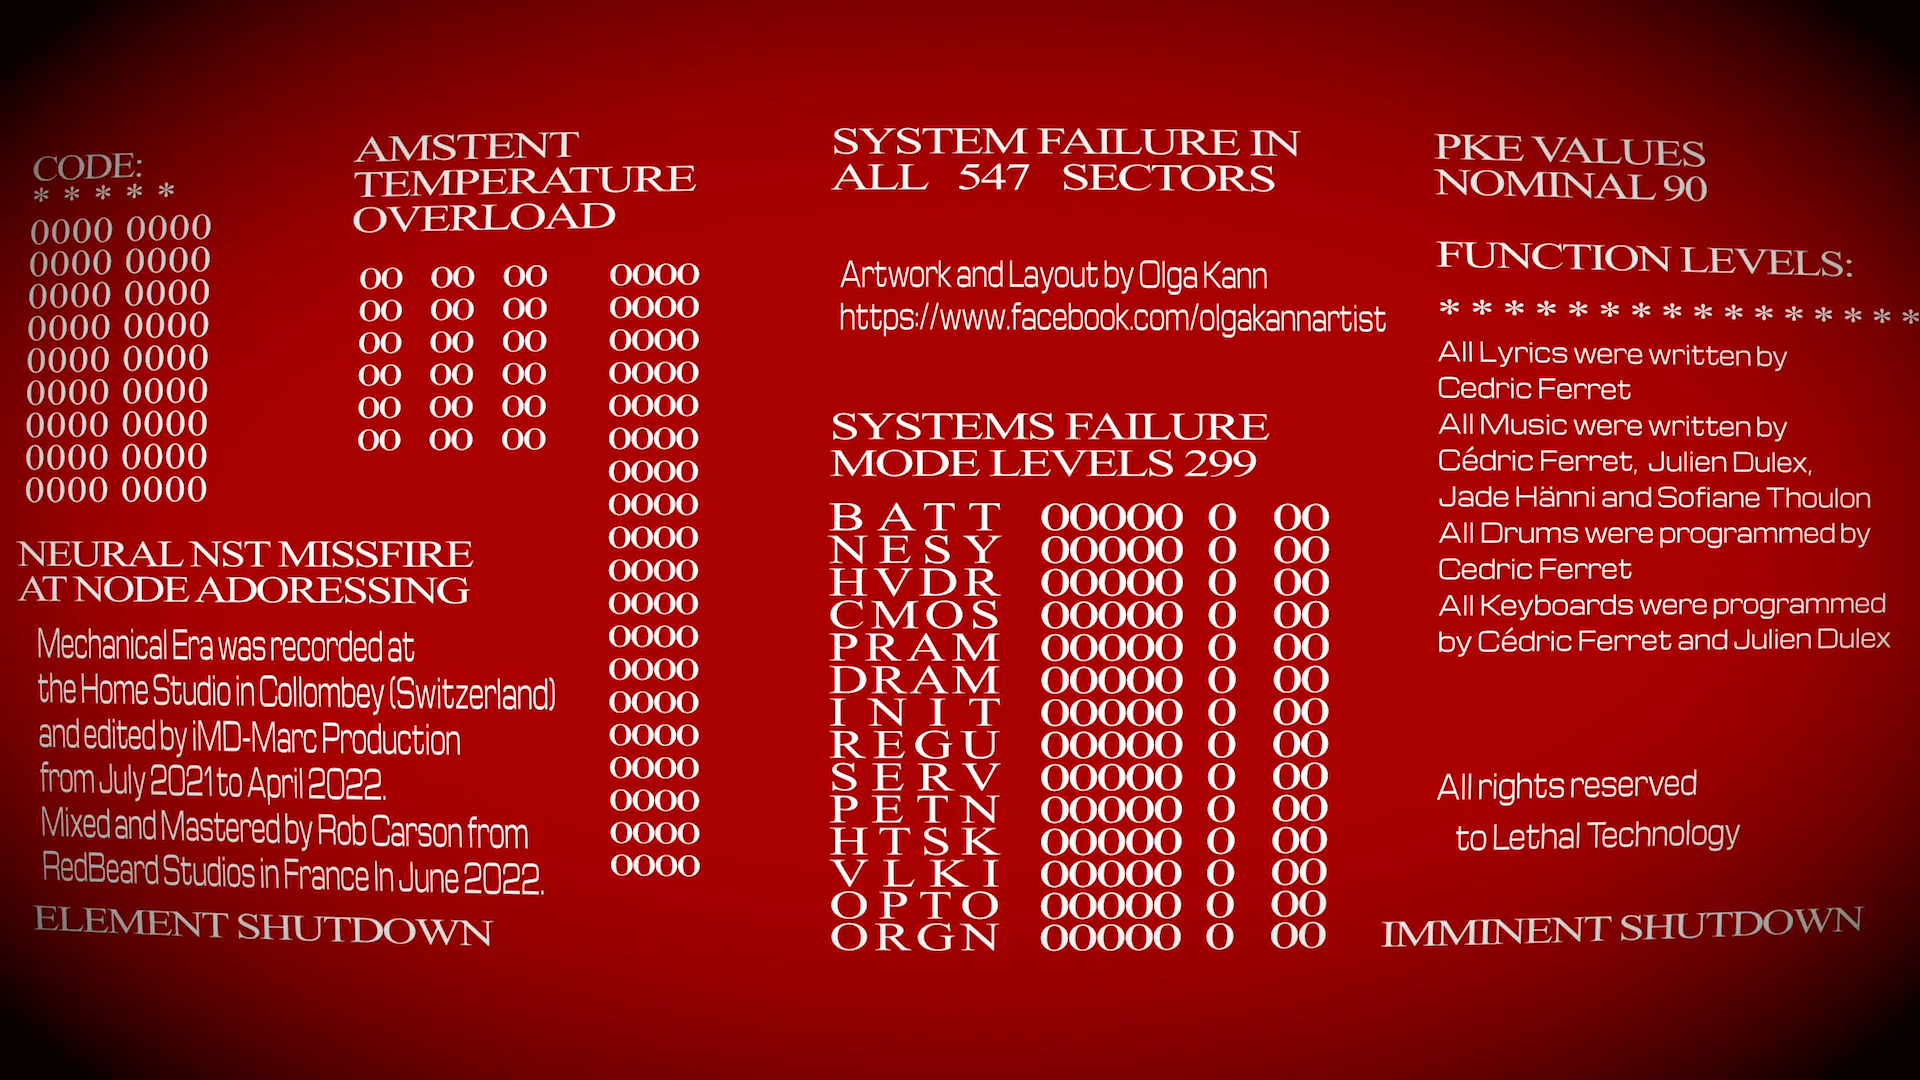 CODE:
* * * * *
0000 0000
0000 0000
0000 0000
0000 0000
0000 0000
0000 0000
0000 0000
0000 0000
0000 0000
NEURAL NST MISSFIRE
AT NODE ADORESSING
Mechanical Era was recorded at
the Home Studio in Collombey (Switzerland)
and edited by iMD-Marc Production
from July 2021 to April 2022.
Mixed and Mastered by Rob Carson from
RedBeard Studios in France In June 2022.
ELEMENT SHUTDOWN
AMSTENT
TEMPERATURE
OVERLOAD
00 00 00 0000
00 00 00 0000
00 00 00 0000
00 00 00 0000
00 00 00 0000
00 00 00 0000
0000
0000
0000
0000
0000
0000
0000
0000
0000
0000
0000
0000
0000
SYSTEM FAILURE IN
ALL 547 SECTORS
Artwork and Layout by Olga Kann
https://www.facebook.com/olgakannartist
SYSTEMS FAILURE
MODE LEVELS 299
BATT 00000 0 00
NESY 00000 0 00
HVDR 00000 0 00
CMOS 00000 0 00
PRAM 00000 0 00
DRAM 00000 0 00
INIT 00000 0 00
REGU 00000 0 00
SERV 00000 0 00
PETN 00000 0 00
HTSK 00000 0 00
VLKI 00000 0 00
OPTO 00000 0 00
ORGN 00000 0 00
PKE VALUES
NOMINAL 90
FUNCTION LEVELS:
* * * * * * * * * * * * * * *
All Lyrics were written by
Cedric Ferret
All Music were written by
Cédric Ferret, Julien Dulex,
Jade Hänni and Sofiane Thoulon
All Drums were programmed by
Cedric Ferret
All Keyboards were programmed
by Cédric Ferret and Julien Dulex
All rights reserved
to Lethal Technology
IMMINENT SHUTDOWN